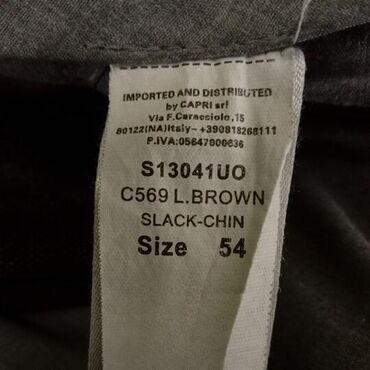 IMPORTED AND DISTRIBUTED
by CAPRI srl
Via F.Caracciolo,15
80122(NA)Italy- +390818268111
P.IVA:05647000636
S13041UO
C569 L.BROWN
SLACK-CHIN
Size 54